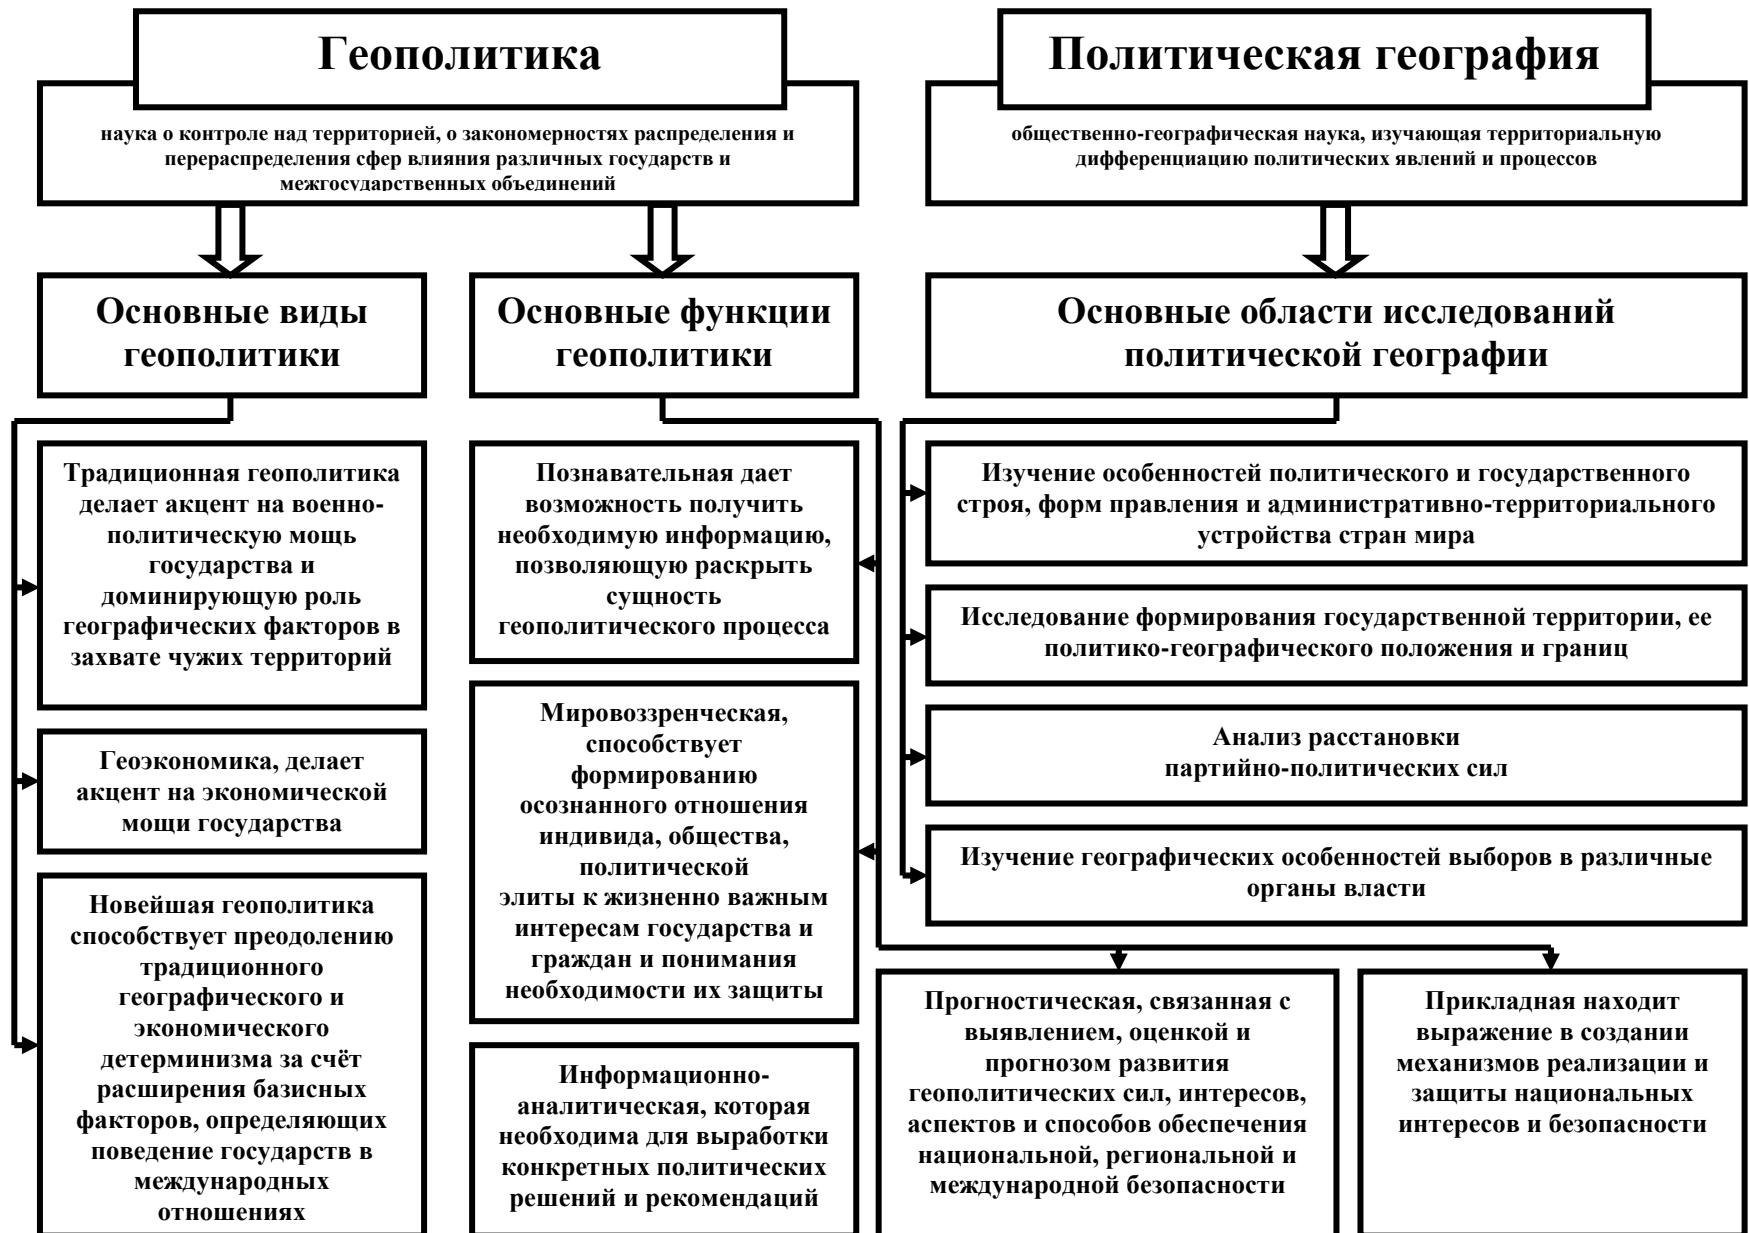 Геополитика
наука о контроле над территорией, о закономерностях распределения и
перераспределения сфер влияния различных государств и
межгосударственных объединений
Политическая география
общественно-географическая наука, изучающая территориальную
дифференциацию политических явлений и процессов
Основные виды
геополитики
Основные функции
геополитики
Основные области исследований
политической географии
Традиционная геополитика
делает акцент на военно-
политическую мощь
государства и
доминирующую роль
географических факторов в
захвате чужих территорий
Геоэкономика, делает
акцент на экономической
мощи государства
Новейшая геополитика
способствует преодолению
традиционного
географического и
экономического
детерминизма за счёт
расширения базисных
факторов, определяющих
поведение государств в
международных
отношениях
Познавательная дает
возможность получить
необходимую информацию,
позволяющую раскрыть
сущность
геополитического процесса
Мировоззренческая,
способствует
формированию
осознанного отношения
индивида, общества,
политической
элиты к жизненно важным
интересам государства и
граждан и понимания
необходимости их защиты
Информационно-
аналитическая, которая
необходима для выработки
конкретных политических
решений и рекомендаций
Изучение особенностей политического и государственного
строя, форм правления и административно-территориального
устройства стран мира
Исследование формирования государственной территории, ее
политико-географического положения и границ
Анализ расстановки
партийно-политических сил
Изучение географических особенностей выборов в различные
органы власти
Прогностическая, связанная с
выявлением, оценкой и
прогнозом развития
геополитических сил, интересов,
аспектов и способов обеспечения
национальной, региональной и
международной безопасности
Прикладная находит
выражение в создании
механизмов реализации и
защиты национальных
интересов и безопасности